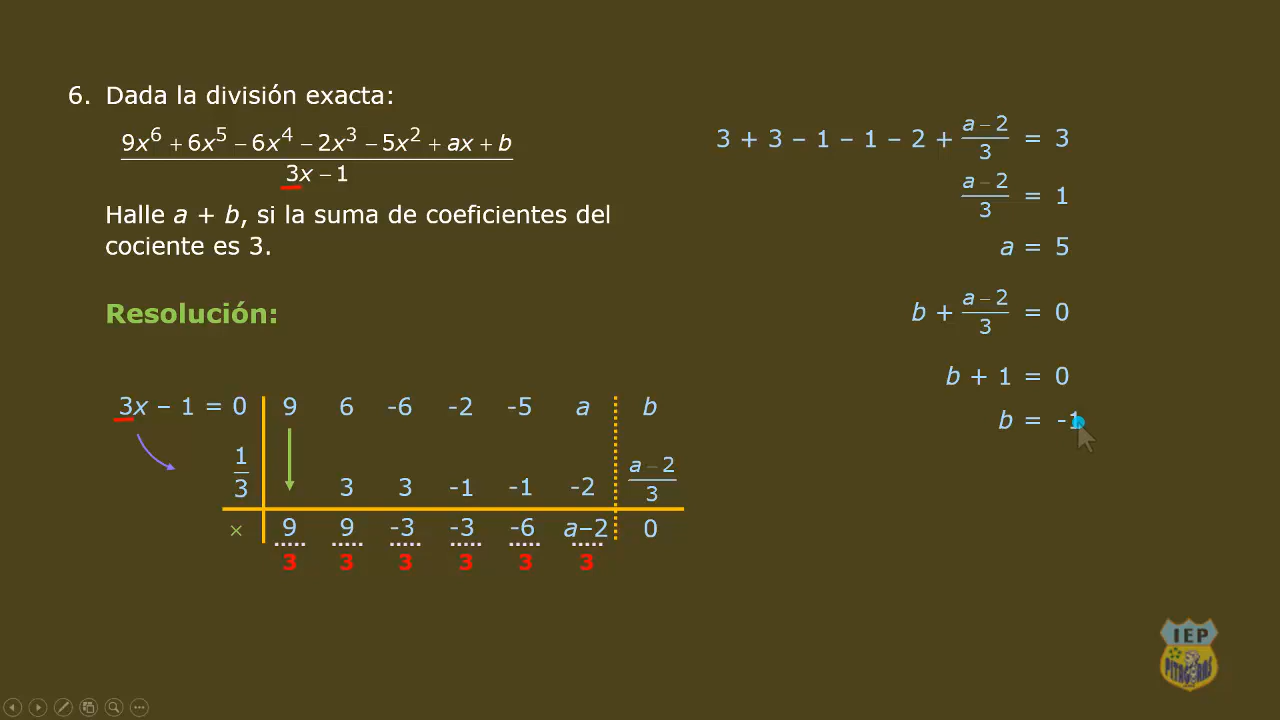 6. Dada la división exacta:
9x⁶ + 6x⁵ − 6x⁴ − 2x³ − 5x² + ax + b
3x − 1
Halle a + b, si la suma de coeficientes del
cociente es 3.
Resolución:
3x − 1 = 0 9 6 -6 -2 -5 a b
1/3 3 3 -1 -1 -2 (a − 2)/3
× 9 9 -3 -3 -6 a−2 0
3 3 3 3 3 3
3 + 3 − 1 − 1 − 2 + (a − 2)/3 = 3
(a − 2)/3 = 1
a = 5
b + (a − 2)/3 = 0
b + 1 = 0
b = -1
IEP
PITAGORAS